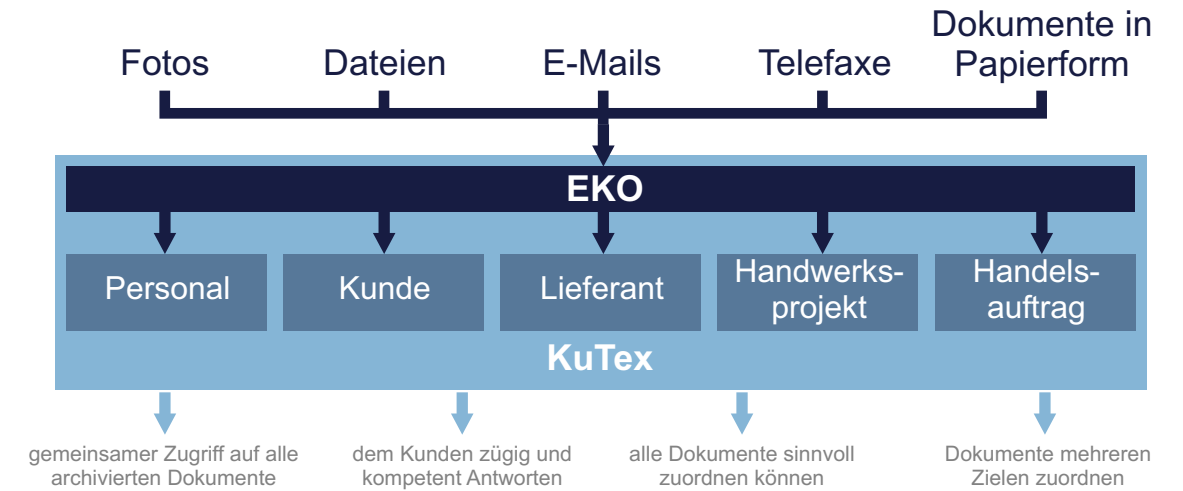 Fotos
Dateien
E-Mails
Telefaxe
Dokumente in
Papierform
EKO
Personal
Kunde
Lieferant
Handwerks-
projekt
Handels-
auftrag
KuTex
gemeinsamer Zugriff auf alle
archivierten Dokumente
dem Kunden zügig und
kompetent Antworten
alle Dokumente sinnvoll
zuordnen können
Dokumente mehreren
Zielen zuordnen